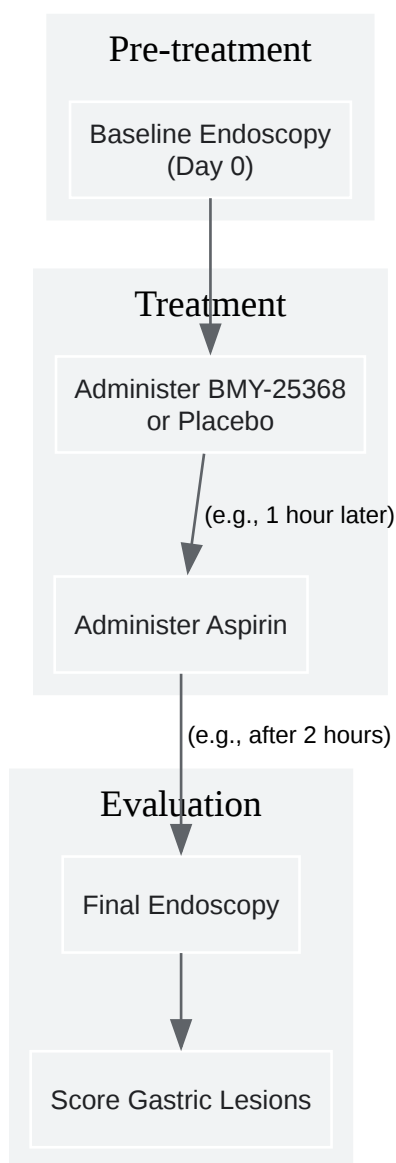 Pre-treatment
Baseline Endoscopy
(Day 0)
Treatment
Administer BMY-25368
or Placebo
(e.g., 1 hour later)
Administer Aspirin
(e.g., after 2 hours)
Evaluation
Final Endoscopy
Score Gastric Lesions